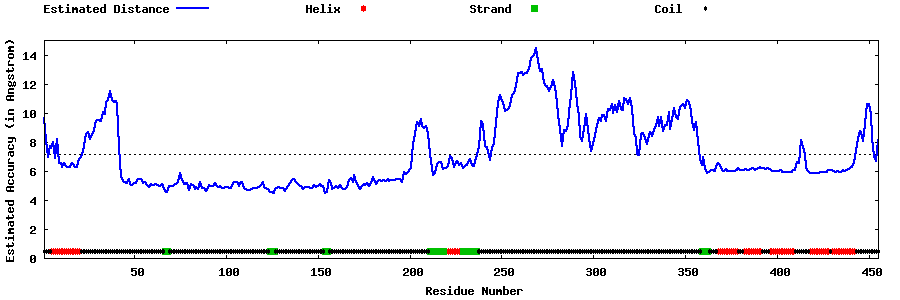 Estimated Distance Helix Strand Coil
Estimated Accuracy (in Angstrom)
14
12
10
8
6
4
2
0
50 100 150 200 250 300 350 400 450
Residue Number